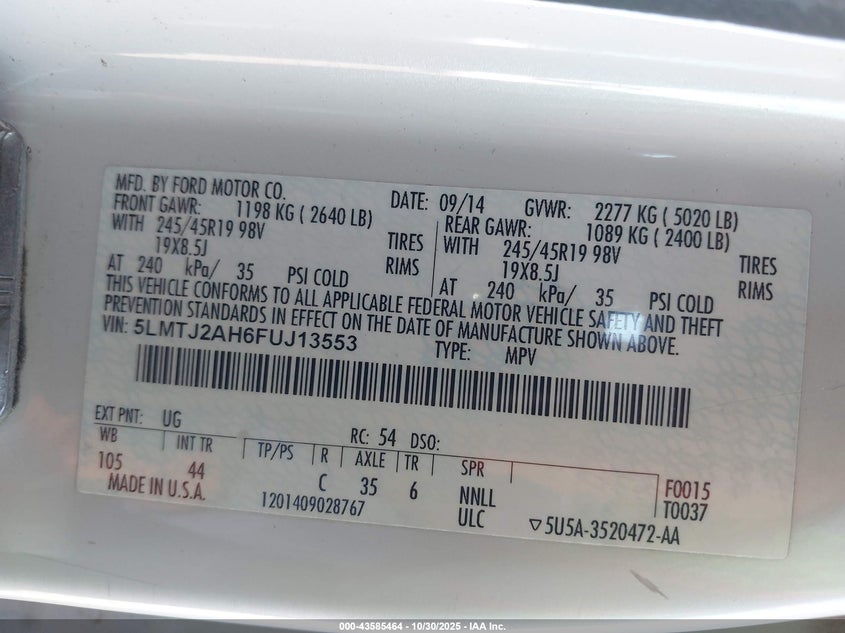 MFD. BY FORD MOTOR CO. DATE: 09/14 GVWR: 2277 KG ( 5020 LB)
FRONT GAWR: 1198 KG ( 2640 LB) REAR GAWR: 1089 KG ( 2400 LB)
WITH 245/45R19 98V TIRES WITH 245/45R19 98V TIRES
19X8.5J RIMS 19X8.5J RIMS
AT 240 kPa/ 35 PSI COLD AT 240 kPa/ 35 PSI COLD
THIS VEHICLE CONFORMS TO ALL APPLICABLE FEDERAL MOTOR VEHICLE SAFETY AND THEFT
PREVENTION STANDARDS IN EFFECT ON THE DATE OF MANUFACTURE SHOWN ABOVE.
VIN: 5LMTJ2AH6FUJ13553 TYPE: MPV
EXT PNT: UG RC: 54 DSO:
WB INT TR TP/PS R AXLE TR SPR
105 44 C 35 6 NNLL F0015
MADE IN U.S.A. 1201409028767 ULC T0037
▽5U5A-3520472-AA
000-43585464 - 10/30/2025 - IAA Inc.